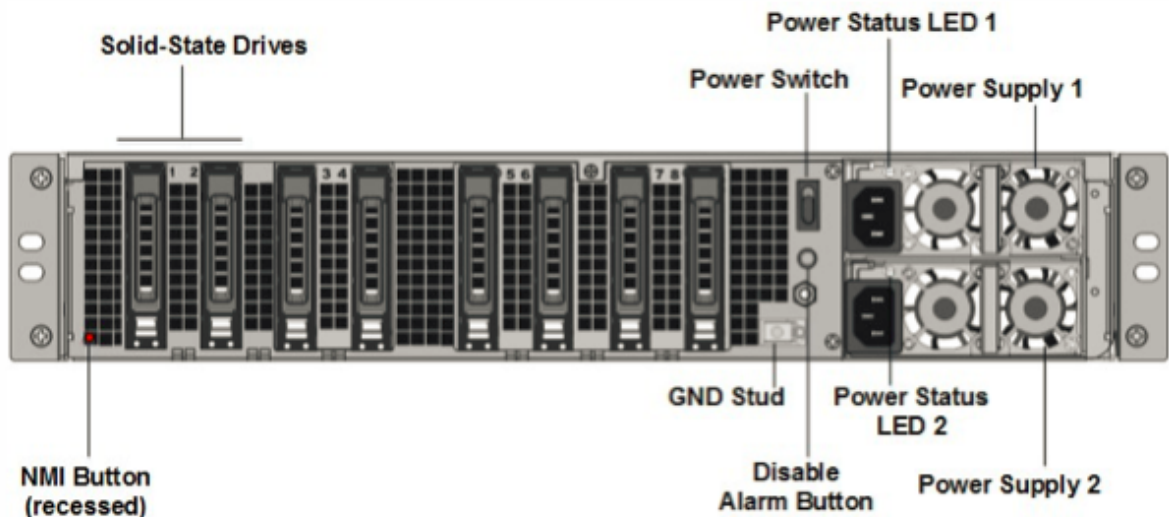 Power Status LED 1
Solid-State Drives
Power Switch
Power Supply 1
1 2
3 4
5 6
7 8
GND Stud
Power Status
LED 2
NMI Button
(recessed)
Disable
Alarm Button
Power Supply 2